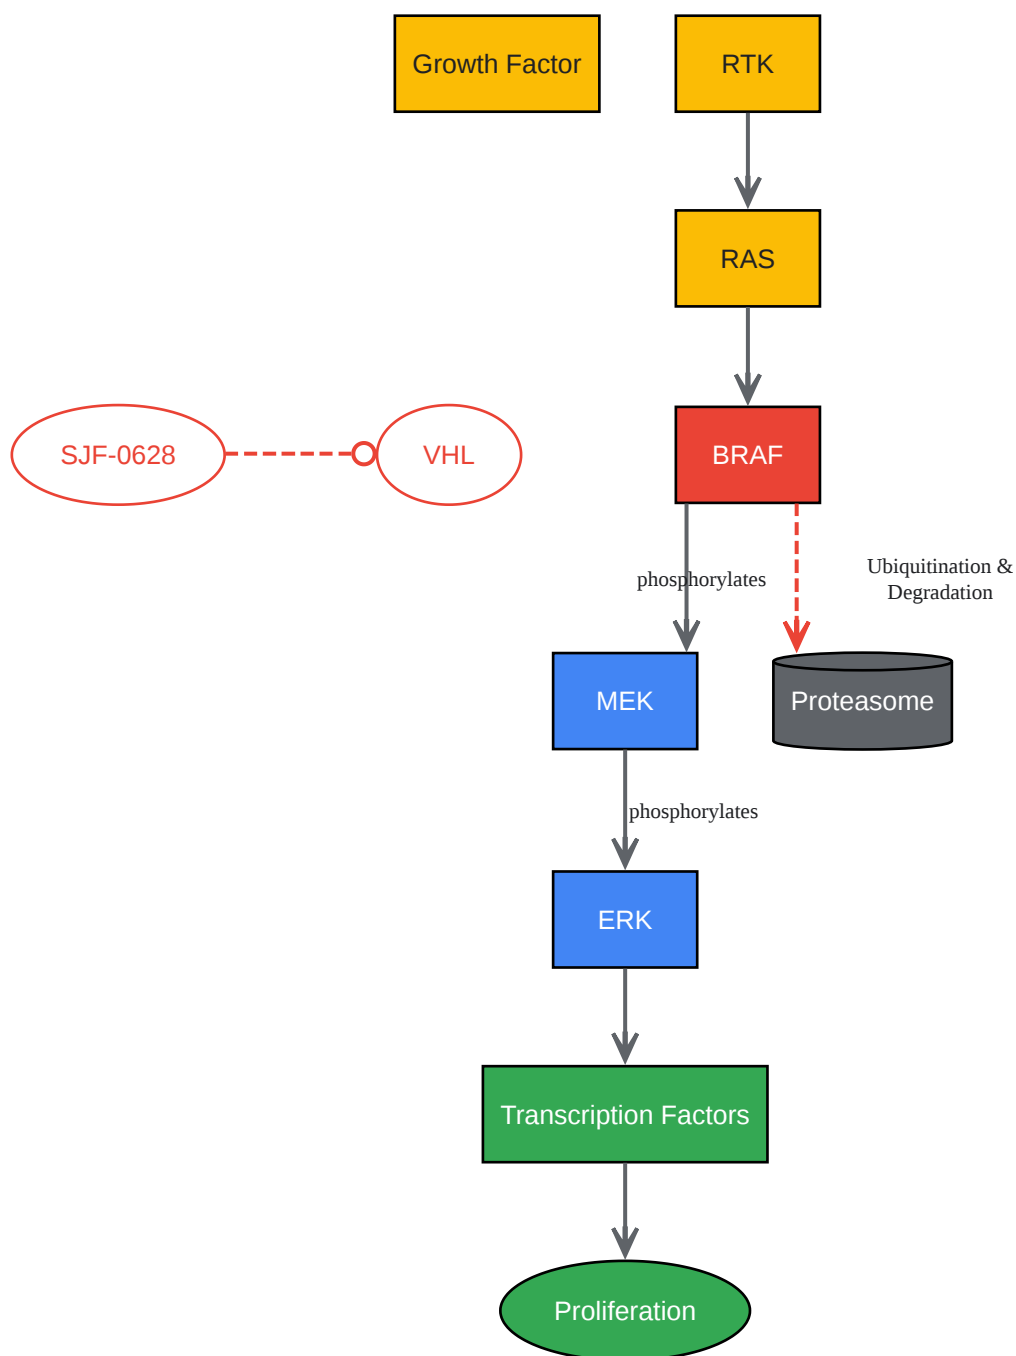 Growth Factor
RTK
RAS
SJF-0628
VHL
BRAF
phosphorylates
Ubiquitination &
Degradation
MEK
Proteasome
phosphorylates
ERK
Transcription Factors
Proliferation